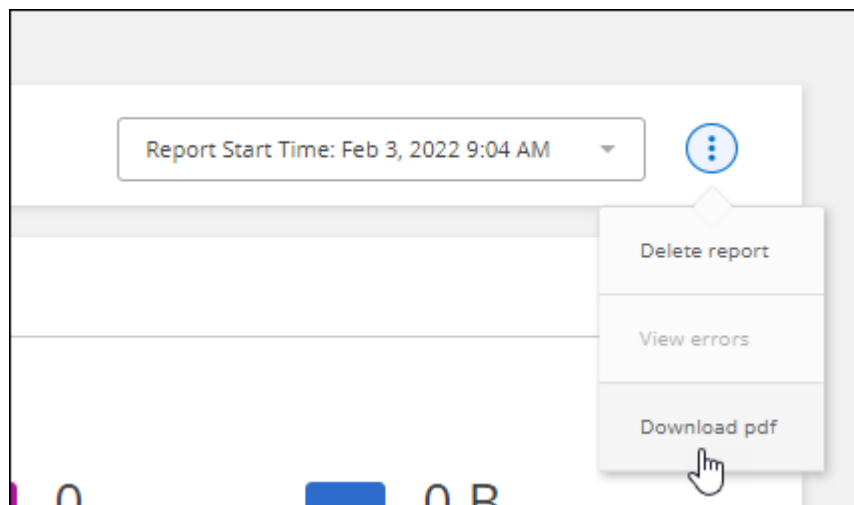 Report Start Time: Feb 3, 2022 9:04 AM
Delete report
View errors
Download pdf
0
0 B